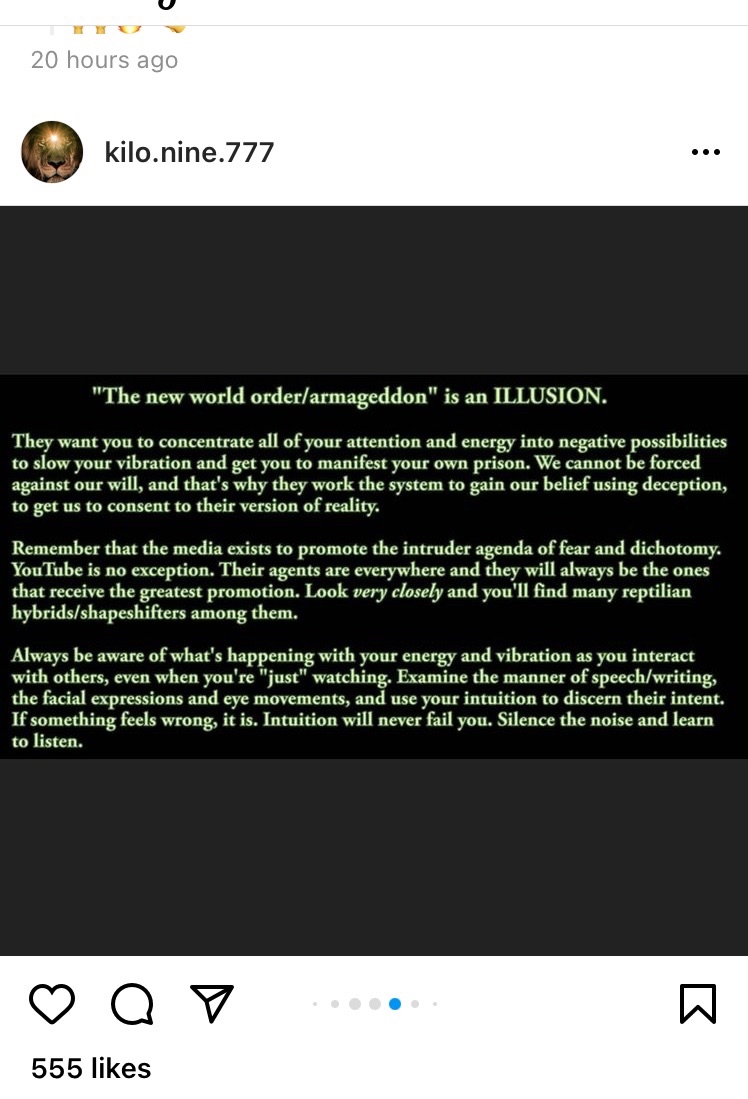 20 hours ago
kilo.nine.777
"The new world order/armageddon" is an ILLUSION.
They want you to concentrate all of your attention and energy into negative possibilities
to slow your vibration and get you to manifest your own prison. We cannot be forced
against our will, and that's why they work the system to gain our belief using deception,
to get us to consent to their version of reality.
Remember that the media exists to promote the intruder agenda of fear and dichotomy.
YouTube is no exception. Their agents are everywhere and they will always be the ones
that receive the greatest promotion. Look very closely and you'll find many reptilian
hybrids/shapeshifters among them.
Always be aware of what's happening with your energy and vibration as you interact
with others, even when you're "just" watching. Examine the manner of speech/writing,
the facial expressions and eye movements, and use your intuition to discern their intent.
If something feels wrong, it is. Intuition will never fail you. Silence the noise and learn
to listen.
555 likes